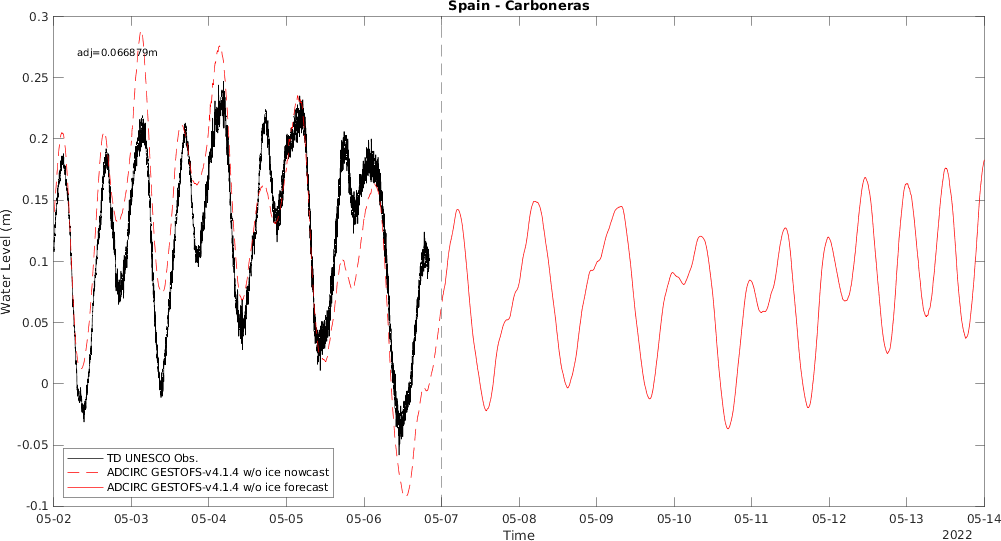 Spain - Carboneras
0.3
0.25
0.2
0.15
0.1
0.05
0
-0.05
-0.1
Water Level (m)
adj=0.066879m
TD UNESCO Obs.
ADCIRC GESTOFS-v4.1.4 w/o ice nowcast
ADCIRC GESTOFS-v4.1.4 w/o ice forecast
05-02 05-03 05-04 05-05 05-06 05-07 05-08 05-09 05-10 05-11 05-12 05-13 05-14
Time
2022